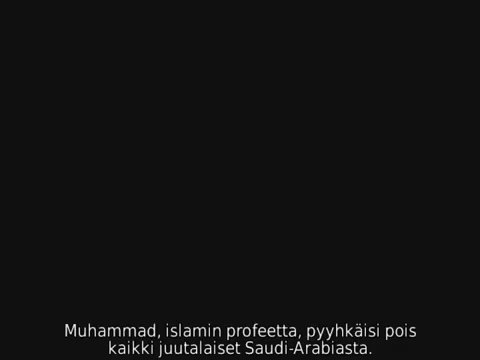 Muhammad, islamin profeetta, pyyhkäisi pois
kaikki juutalaiset Saudi-Arabiasta.